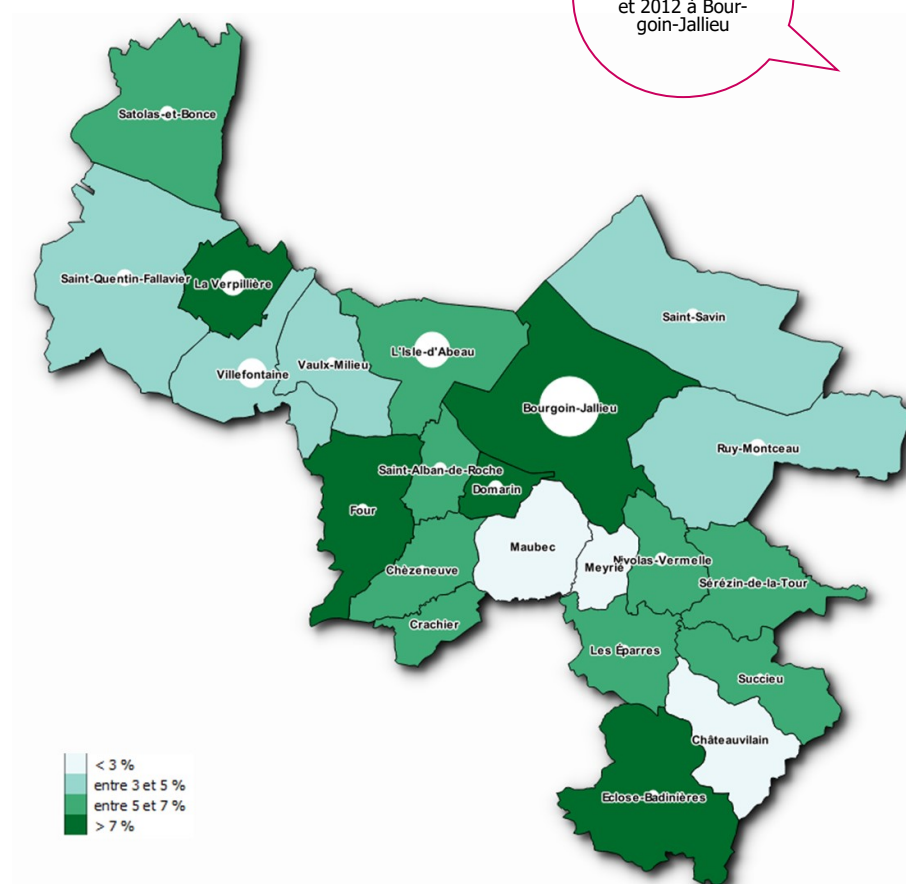 et 2012 à Bour-
goin-Jallieu
Satolas-et-Bonce
Saint-Quentin-Fallavier
La Verpillière
Saint-Savin
L'Isle-d'Abeau
Vaulx-Milieu
Villefontaine
Bourgoin-Jallieu
Ruy-Montceau
Saint-Alban-de-Roche
Domarin
Four
Maubec
Nivolas-Vermelle
Meyrié
Chèzeneuve
Sérézin-de-la-Tour
Crachier
Les Éparres
Succieu
Châteauvilain
Eclose-Badinières
< 3 %
entre 3 et 5 %
entre 5 et 7 %
> 7 %